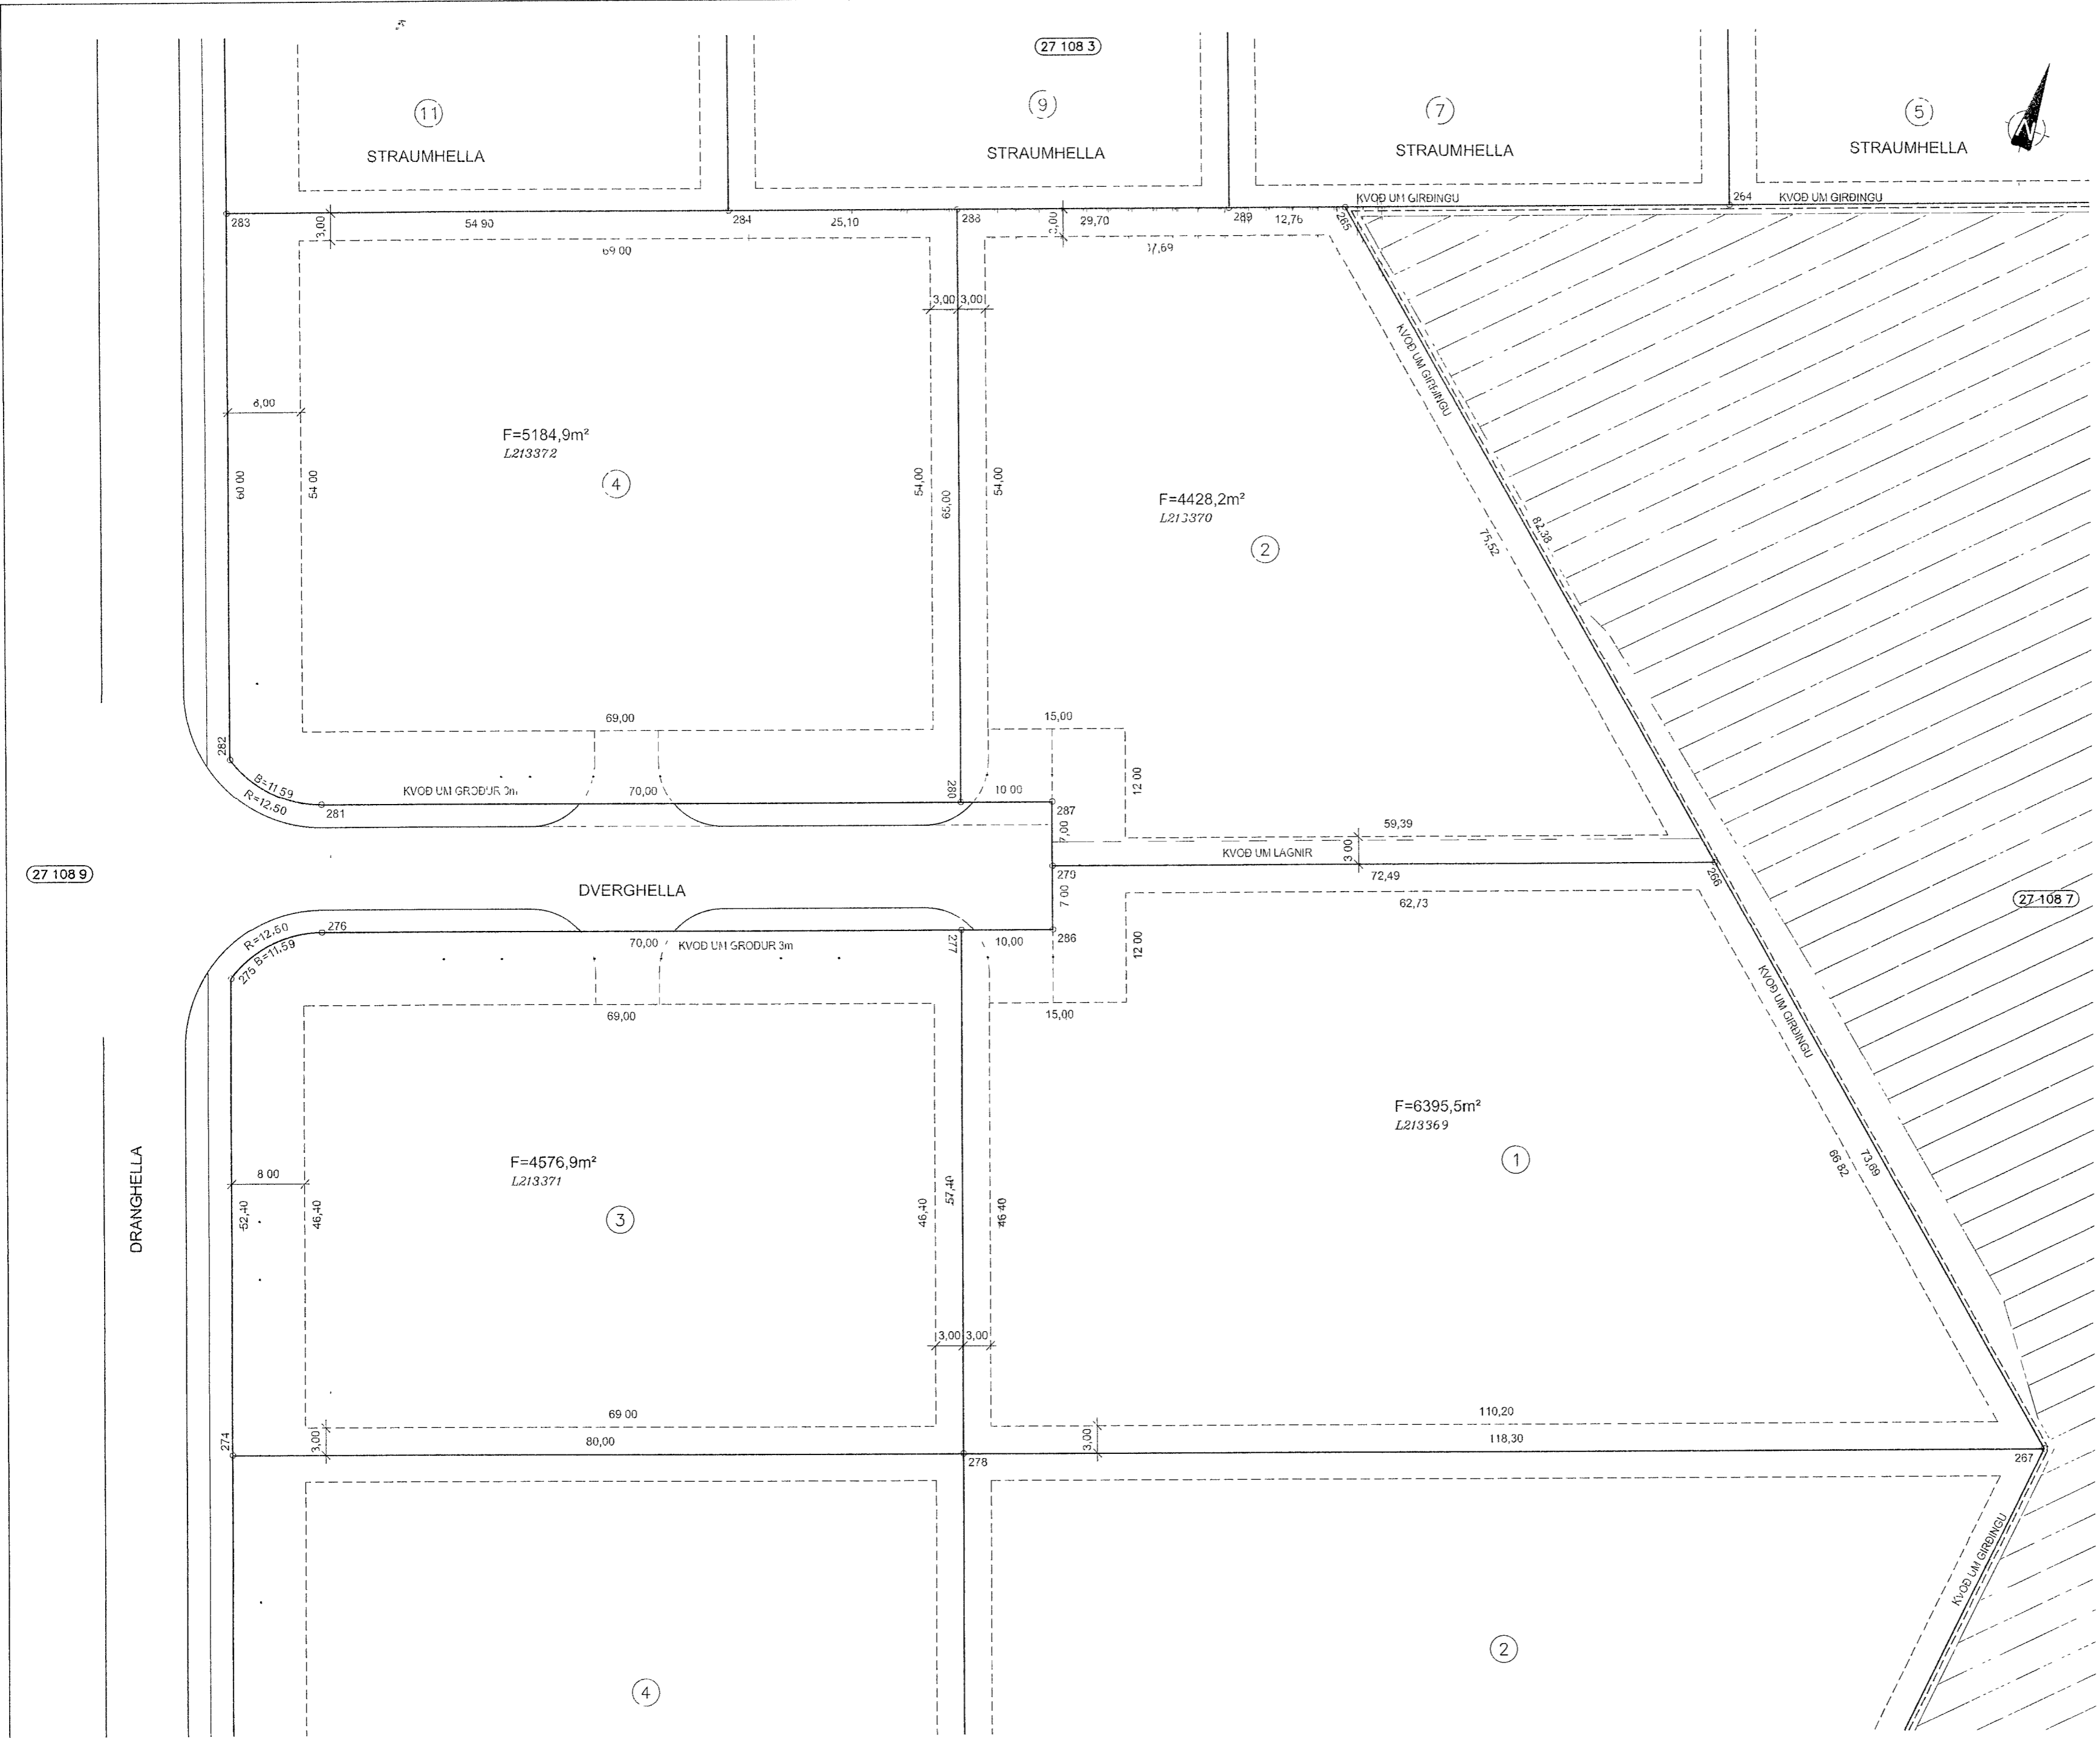 27 108 3
11
9
7
5
STRAUMHELLA
STRAUMHELLA
STRAUMHELLA
STRAUMHELLA
N
KVOÐ UM GIRÐINGU
264
KVOÐ UM GIRÐINGU
283
3,00
54 90
284
25,10
288
29,70
289
12,76
265
69 00
3,00 3,00
KVOÐ UM GIRÐINGU
8,00
F=5184,9m²
L213372
4
60 00
54 00
54,00
65,00
54,00
F=4428,2m²
L213370
2
82,38
75,52
69,00
15,00
12 00
282
B=11,59
R=12,50
281
KVOÐ UM GROÐUR 3m
70,00
280
10 00
287
7,00
59,39
KVOÐ UM LAGNIR
3 00
279
72,49
266
27 108 9
DVERGHELLA
7 00
62,73
27 108 7
R=12,50
B=11,59
275
276
70,00
KVOÐ UM GROÐUR 3m
277
10,00
286
12 00
69,00
15,00
KVOÐ UM GIRÐINGU
F=6395,5m²
L213369
1
73,69
66 82
DRANGHELLA
8 00
F=4576,9m²
L213371
3
52,40
46,40
46,40
57,40
46 40
3,00 3,00
69 00
110,20
274
3,00
80,00
3,00
118,30
278
267
KVOÐ UM GIRÐINGU
4
2